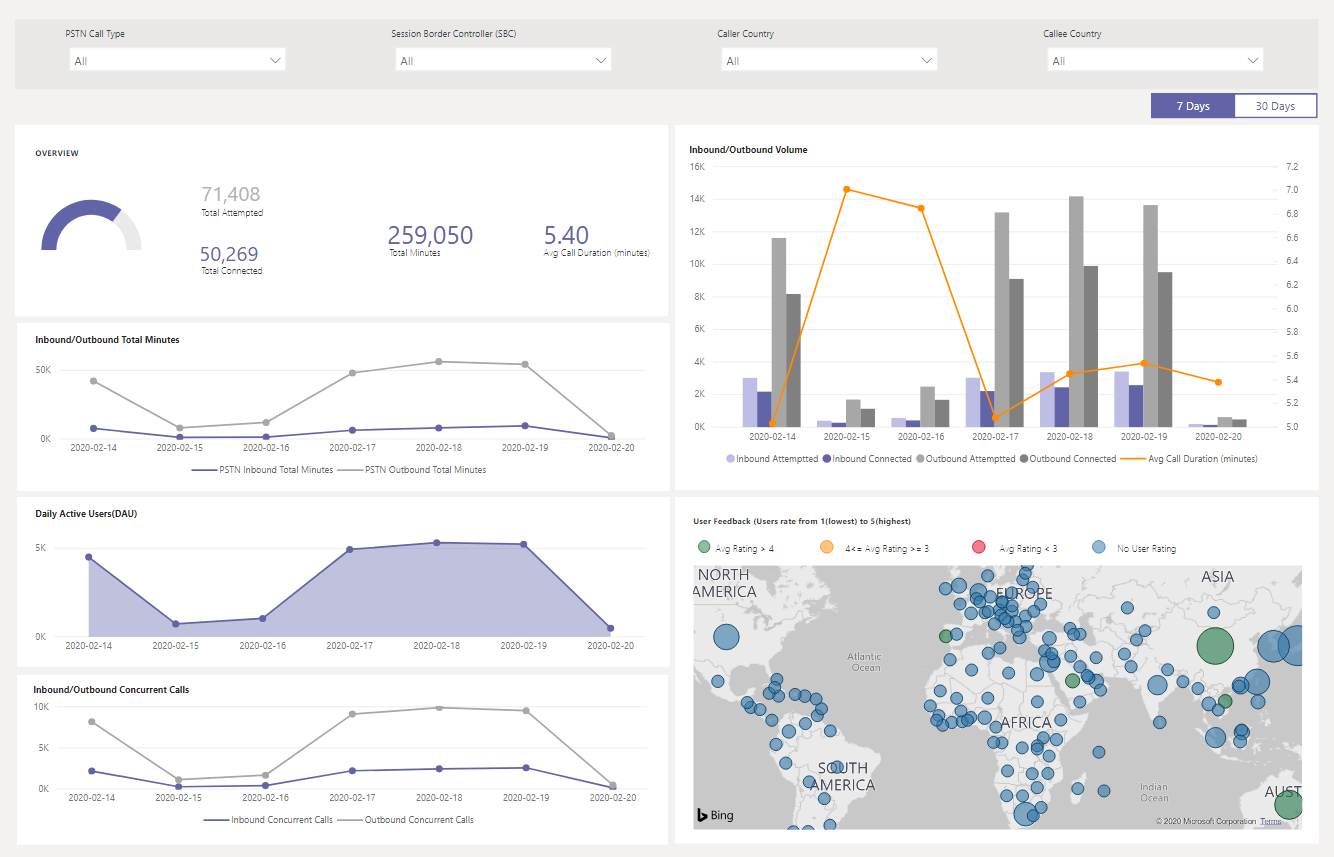 PSTN Call Type
All
Session Border Controller (SBC)
All
Caller Country
All
Callee Country
All
7 Days
30 Days
OVERVIEW
71,408
Total Attempted
50,269
Total Connected
259,050
Total Minutes
5.40
Avg Call Duration (minutes)
Inbound/Outbound Volume
16K
14K
12K
10K
8K
6K
4K
2K
0K
7.2
7.0
6.8
6.6
6.4
6.2
6.0
5.8
5.6
5.4
5.2
5.0
2020-02-14 2020-02-15 2020-02-16 2020-02-17 2020-02-18 2020-02-19 2020-02-20
Inbound Attemptted Inbound Connected Outbound Attemptted Outbound Connected Avg Call Duration (minutes)
Inbound/Outbound Total Minutes
50K
0K
2020-02-14 2020-02-15 2020-02-16 2020-02-17 2020-02-18 2020-02-19 2020-02-20
PSTN Inbound Total Minutes PSTN Outbound Total Minutes
Daily Active Users(DAU)
5K
0K
2020-02-14 2020-02-15 2020-02-16 2020-02-17 2020-02-18 2020-02-19 2020-02-20
Inbound/Outbound Concurrent Calls
10K
5K
0K
2020-02-14 2020-02-15 2020-02-16 2020-02-17 2020-02-18 2020-02-19 2020-02-20
Inbound Concurrent Calls Outbound Concurrent Calls
User Feedback (Users rate from 1(lowest) to 5(highest)
Avg Rating > 4 4<= Avg Rating >= 3 Avg Rating < 3 No User Rating
NORTH
AMERICA
EUROPE
ASIA
Atlantic
Ocean
AFRICA
SOUTH
AMERICA
Indian
Ocean
AUST
Bing
© 2020 Microsoft Corporation Terms